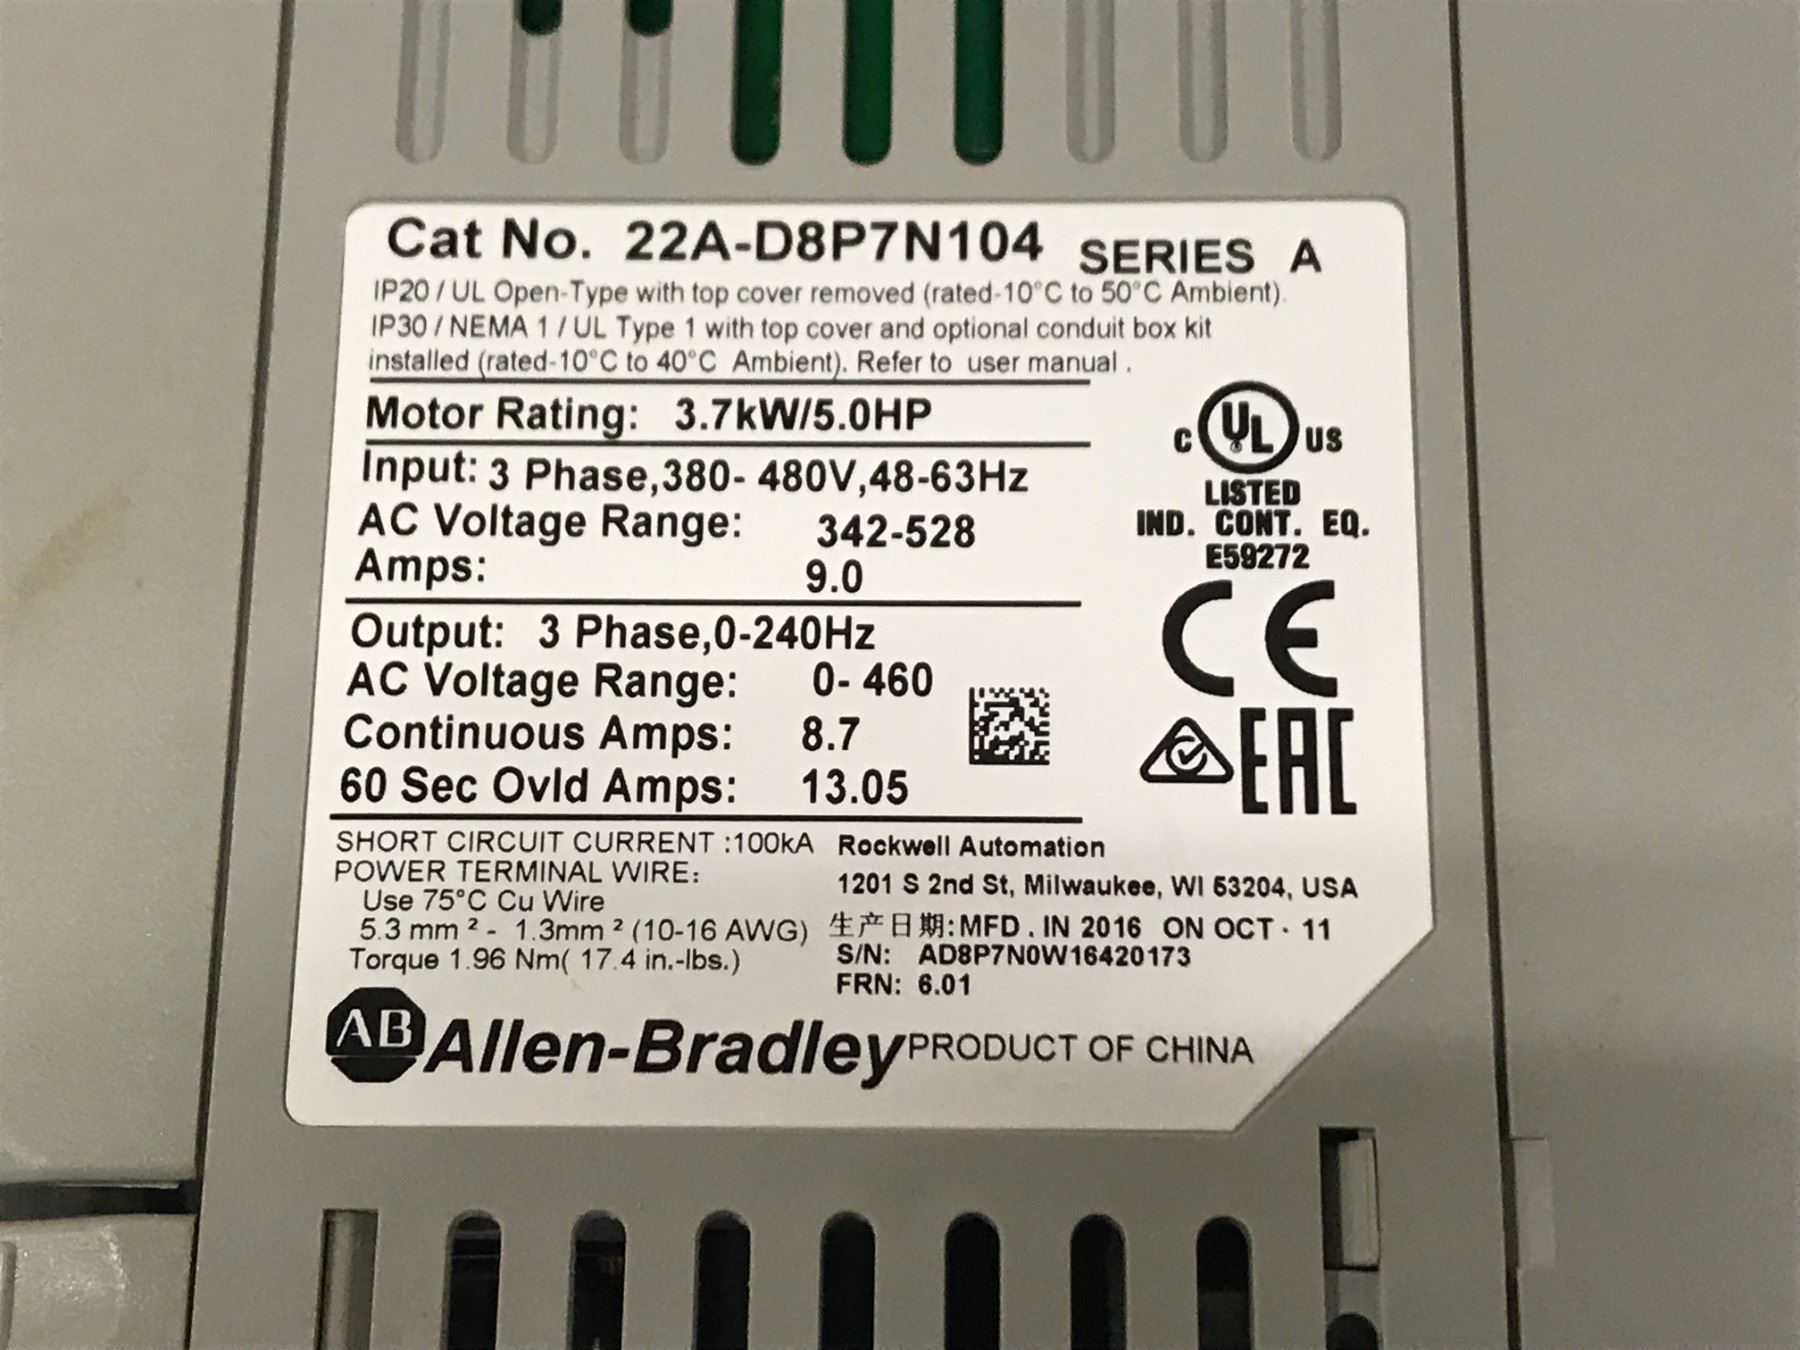 Cat No. 22A-D8P7N104 SERIES A
IP20 / UL Open-Type with top cover removed (rated-10°C to 50°C Ambient).
IP30 / NEMA 1 / UL Type 1 with top cover and optional conduit box kit
installed (rated-10°C to 40°C Ambient). Refer to user manual .
Motor Rating: 3.7kW/5.0HP
Input: 3 Phase,380- 480V,48-63Hz
AC Voltage Range: 342-528
Amps: 9.0
Output: 3 Phase,0-240Hz
AC Voltage Range: 0- 460
Continuous Amps: 8.7
60 Sec Ovld Amps: 13.05
C UL US
LISTED
IND. CONT. EQ.
E59272
CE
EAC
SHORT CIRCUIT CURRENT :100kA
POWER TERMINAL WIRE:
Use 75°C Cu Wire
5.3 mm ² - 1.3mm ² (10-16 AWG)
Torque 1.96 Nm( 17.4 in.-lbs.)
Rockwell Automation
1201 S 2nd St, Milwaukee, WI 53204, USA
生产日期:MFD . IN 2016 ON OCT · 11
S/N: AD8P7N0W16420173
FRN: 6.01
AB Allen-Bradley PRODUCT OF CHINA